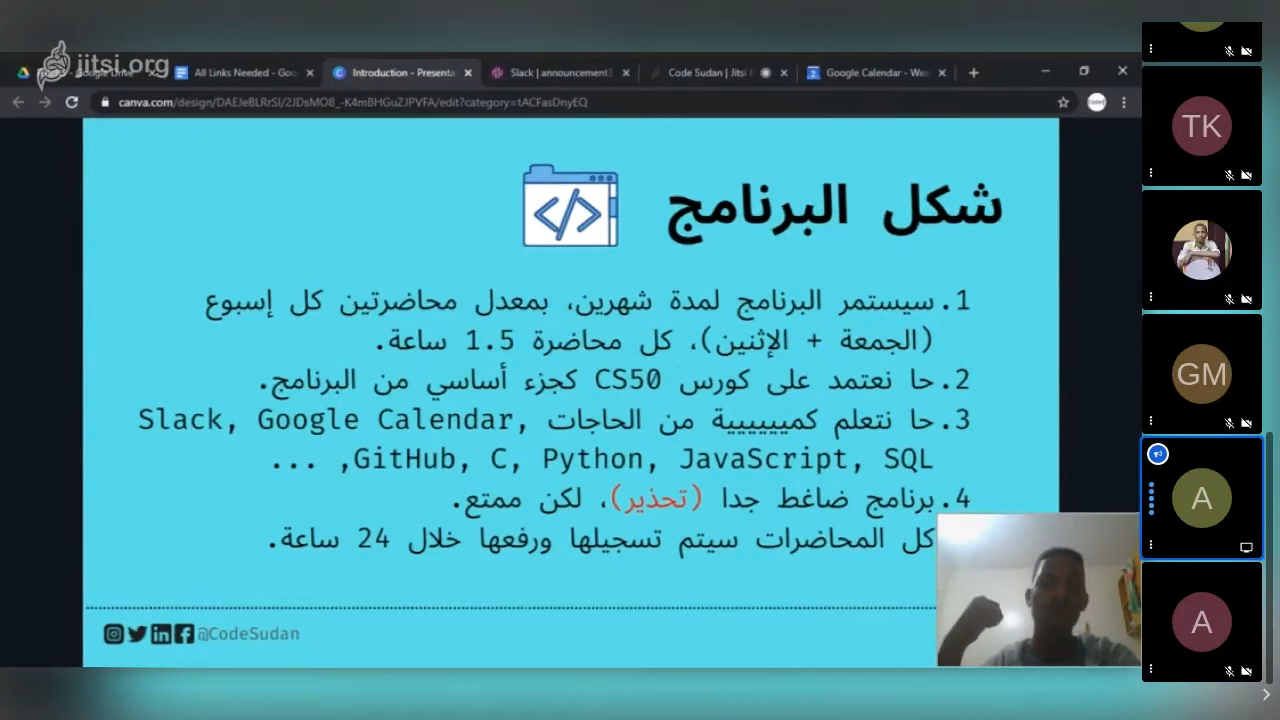 jitsi.org
All Links Needed - Goo
Introduction - Presenta
Slack | announcement
Code Sudan | Jitsi
Google Calendar - Wee
canva.com/design/DAEJeBLRrSI/2JDsMO8_-K4mBHGuZJPVFA/edit?category=tACFasDnyEQ
شكل البرنامج
1. سيستمر البرنامج لمدة شهرين، بمعدل محاضرتين كل إسبوع
(الجمعة + الإثنين)، كل محاضرة 1.5 ساعة.
2. حا نعتمد على كورس CS50 كجزء أساسي من البرنامج.
3. حا نتعلم كمييييييية من الحاجات Slack, Google Calendar,
GitHub, C, Python, JavaScript, SQL, ...
4. برنامج ضاغط جدا (تحذير)، لكن ممتع.
كل المحاضرات سيتم تسجيلها ورفعها خلال 24 ساعة.
@CodeSudan
TK
GM
A
A